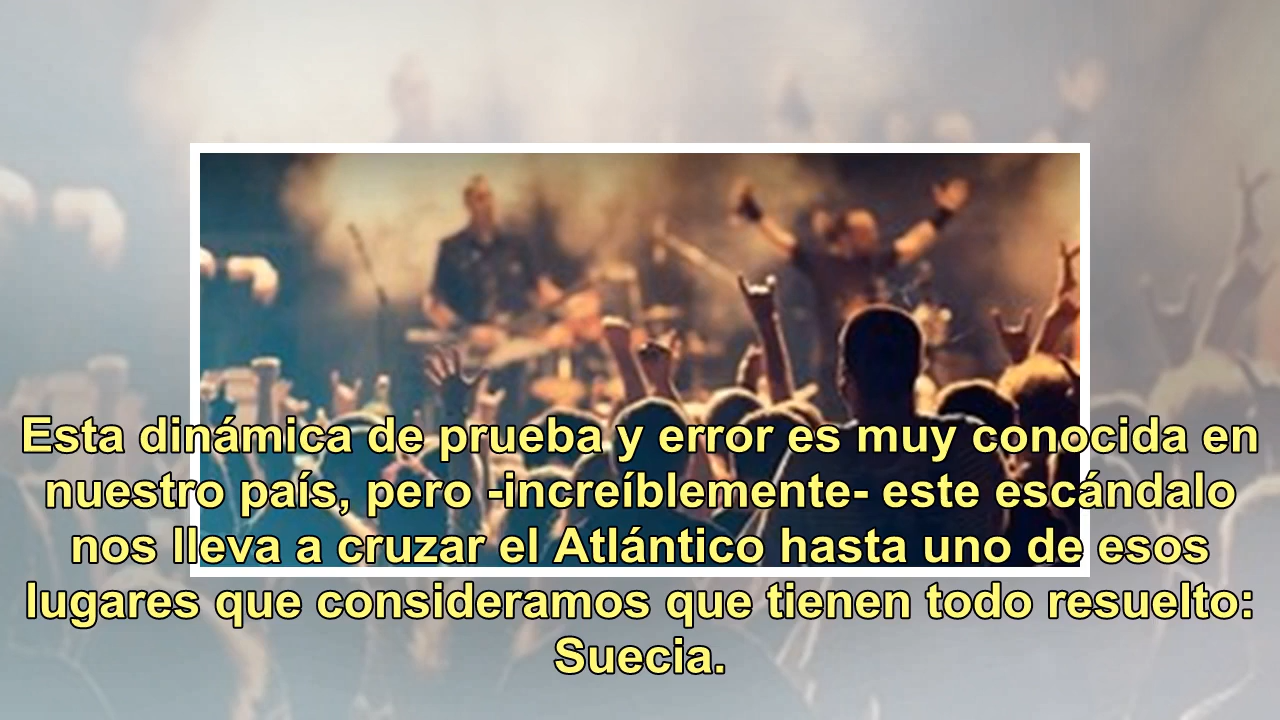 Esta dinámica de prueba y error es muy conocida en
nuestro país, pero -increíblemente- este escándalo
nos lleva a cruzar el Atlántico hasta uno de esos
lugares que consideramos que tienen todo resuelto:
Suecia.